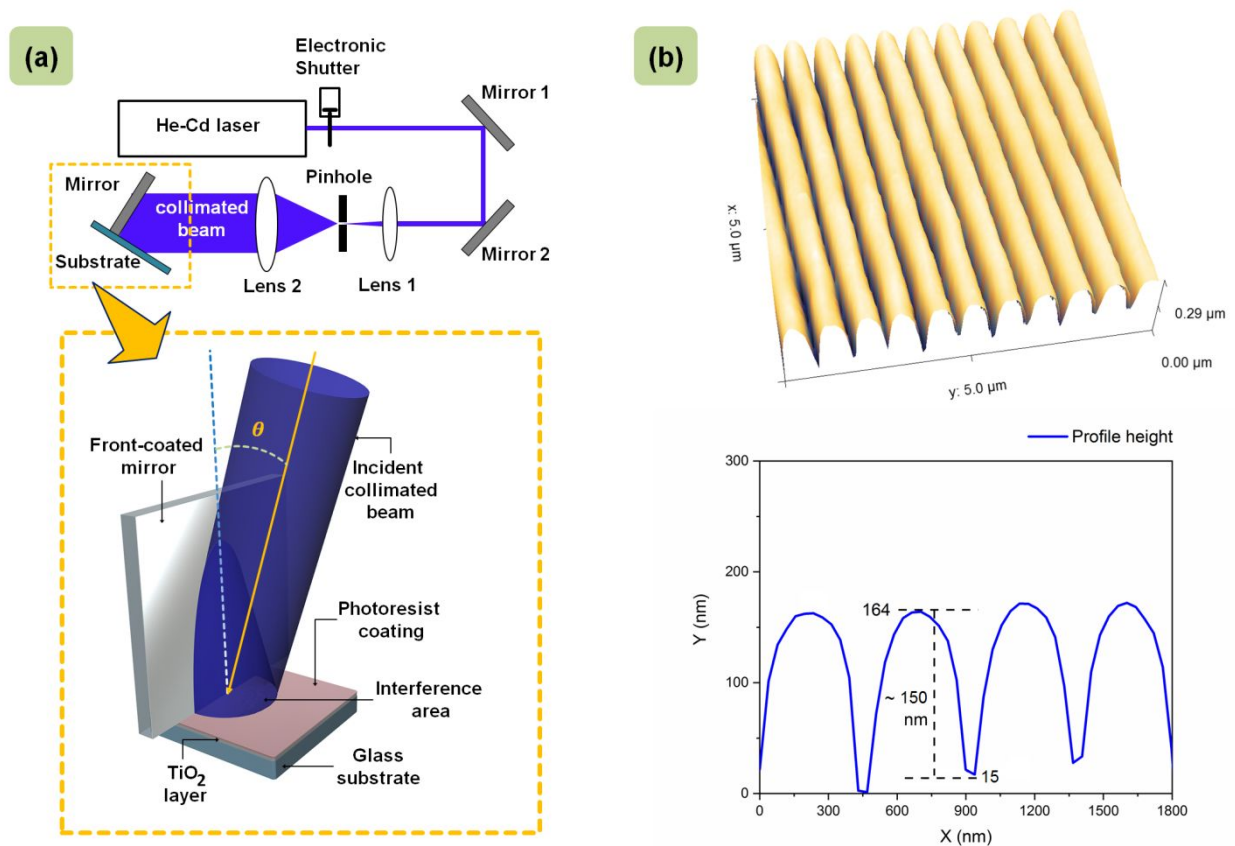 (a)
Electronic
Shutter
He-Cd laser
Mirror 1
Mirror
Pinhole
collimated
beam
Substrate
Lens 2
Lens 1
Mirror 2
θ
Front-coated
mirror
Incident
collimated
beam
Photoresist
coating
Interference
area
TiO2
layer
Glass
substrate
(b)
x: 5.0 µm
0.29 µm
0.00 µm
y: 5.0 µm
Profile height
300
200
100
0
Y (nm)
164
~ 150
nm
15
0
300
600
900
1200
1500
1800
X (nm)